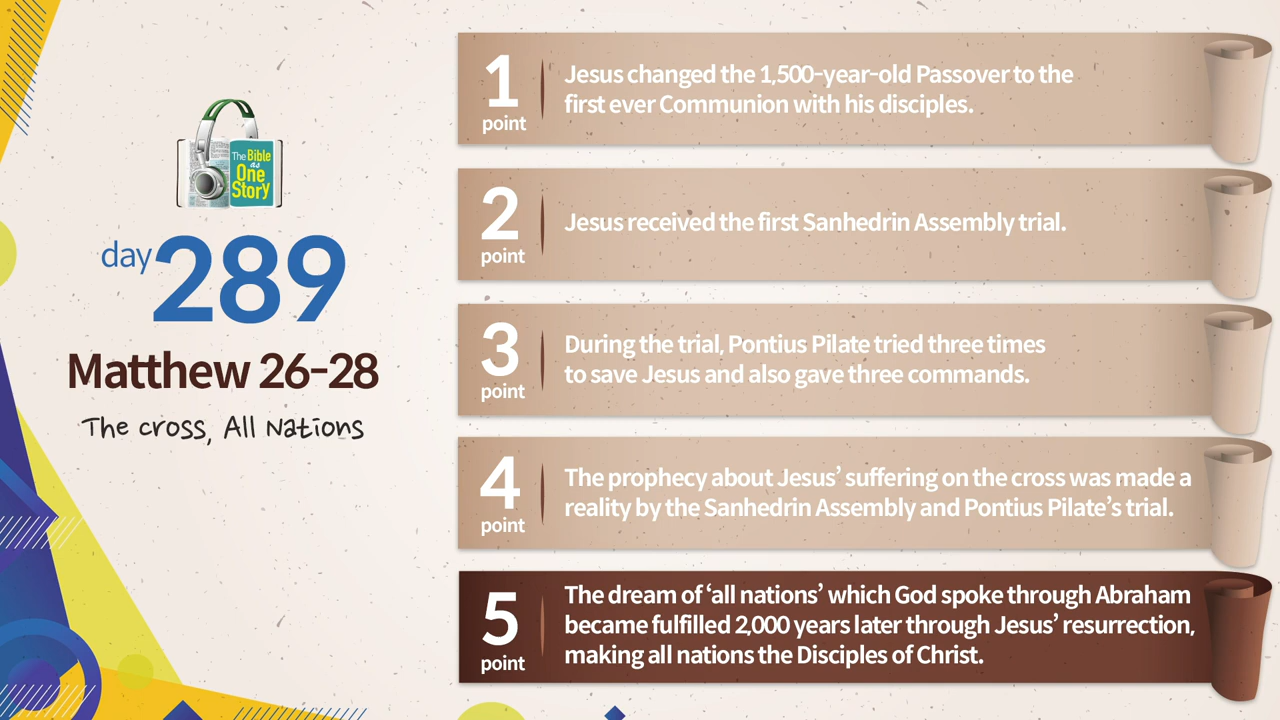 The Bible
as
One
Story
day 289
Matthew 26-28
The cross, All Nations
1
point
Jesus changed the 1,500-year-old Passover to the
first ever Communion with his disciples.
2
point
Jesus received the first Sanhedrin Assembly trial.
3
point
During the trial, Pontius Pilate tried three times
to save Jesus and also gave three commands.
4
point
The prophecy about Jesus’ suffering on the cross was made a
reality by the Sanhedrin Assembly and Pontius Pilate’s trial.
5
point
The dream of ‘all nations’ which God spoke through Abraham
became fulfilled 2,000 years later through Jesus’ resurrection,
making all nations the Disciples of Christ.